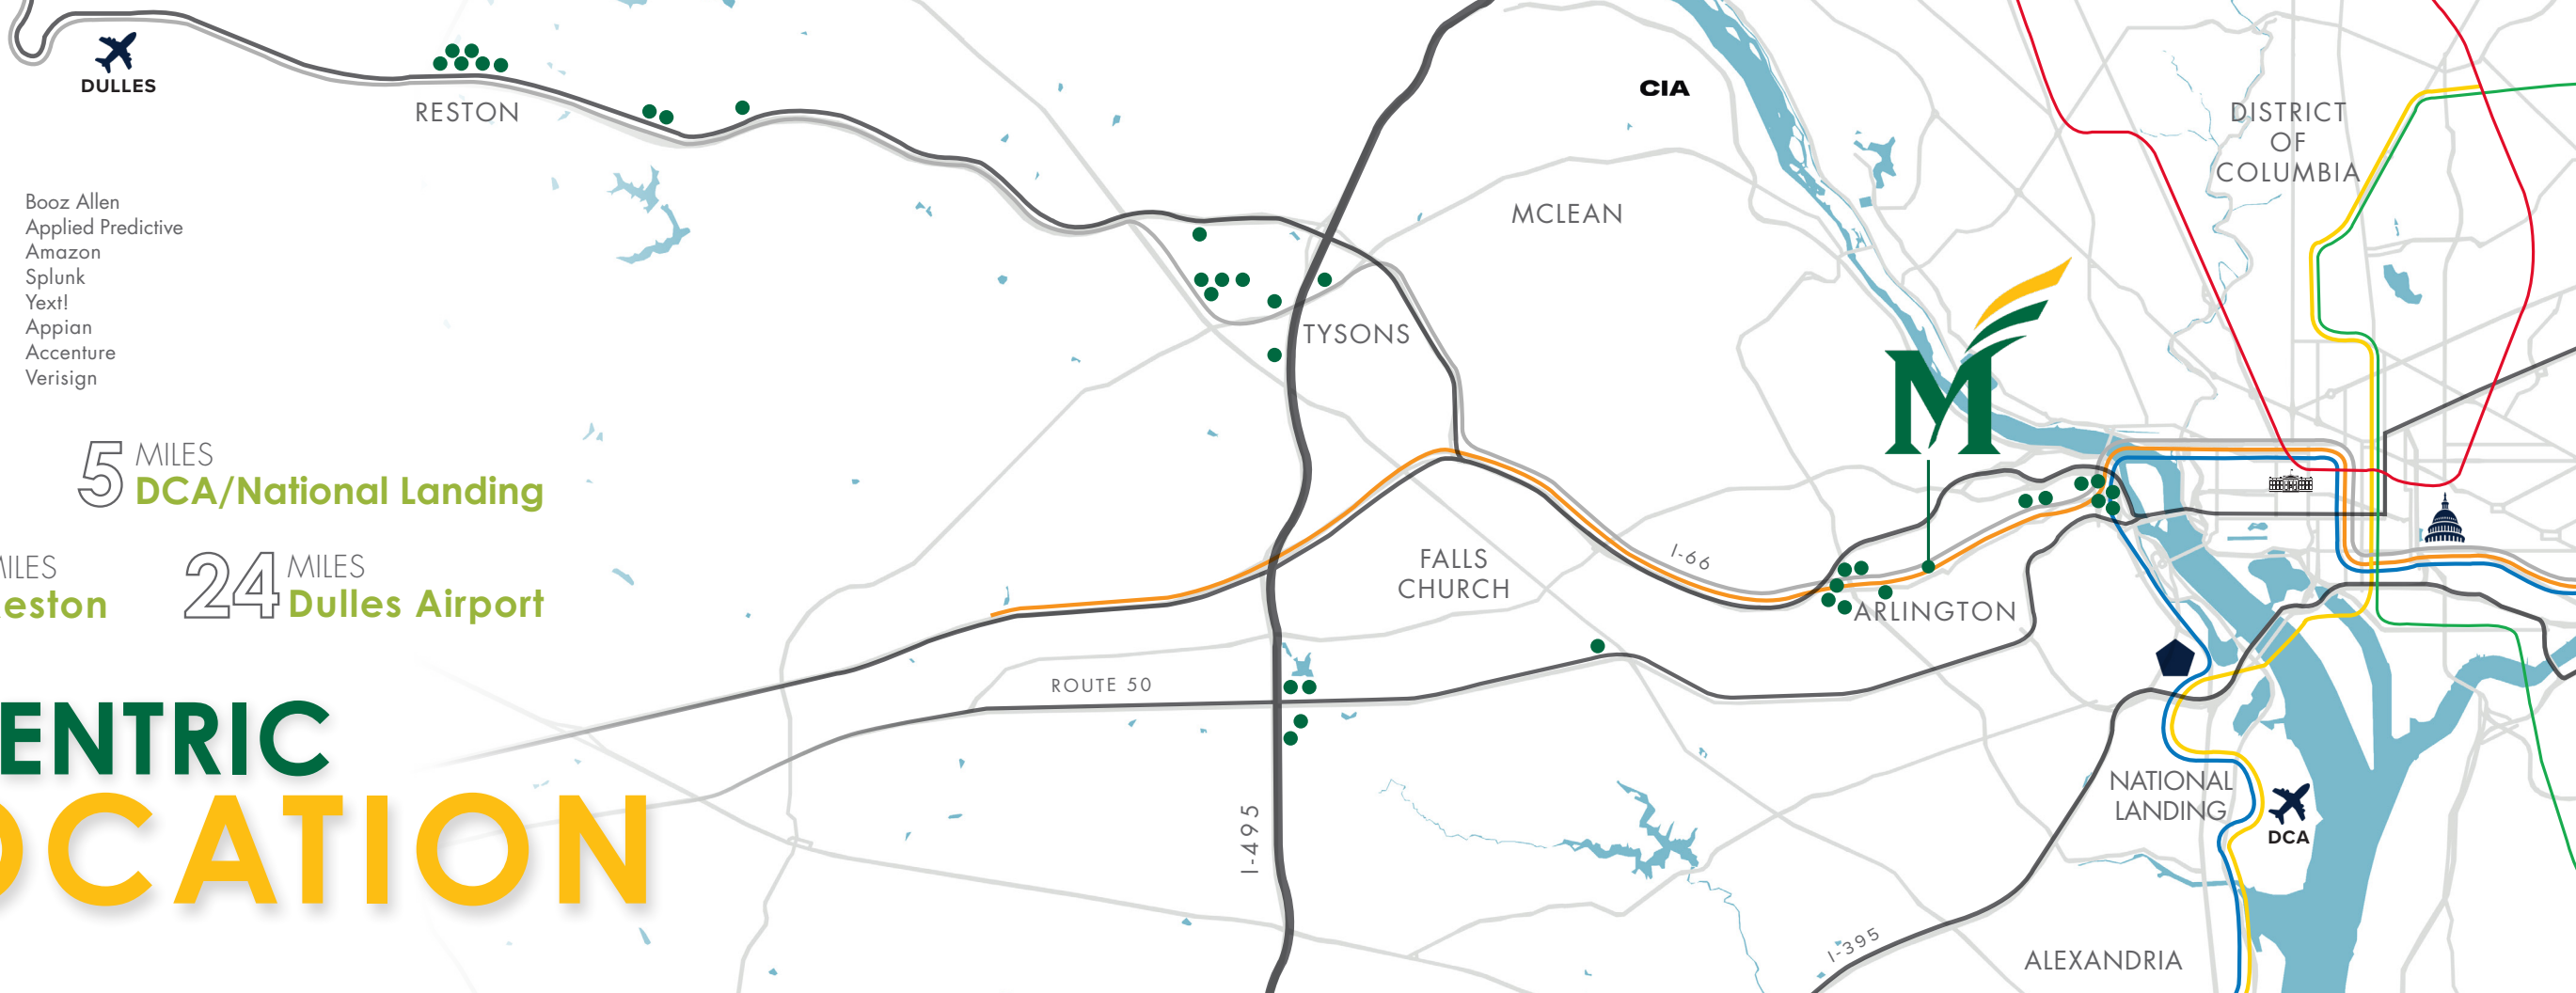 DULLES
RESTON
CIA
DISTRICT
OF
COLUMBIA
MCLEAN
Booz Allen
Applied Predictive
Amazon
Splunk
Yext!
Appian
Accenture
Verisign
TYSONS
M
5 MILES
DCA/National Landing
MILES
eston
24 MILES
Dulles Airport
I-66
FALLS
CHURCH
ARLINGTON
ROUTE 50
ENTRIC
OCATION
I-495
NATIONAL
LANDING
DCA
I-395
ALEXANDRIA